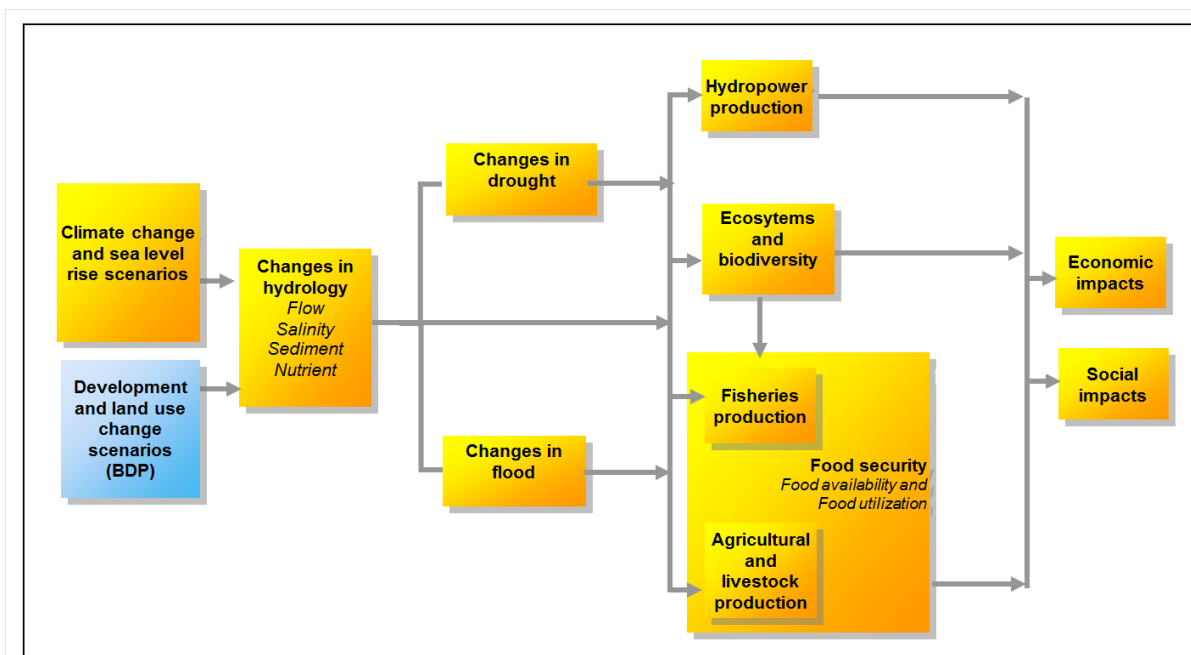 Climate change
and sea level
rise scenarios
Development
and land use
change
scenarios
(BDP)
Changes in
hydrology
Flow
Salinity
Sediment
Nutrient
Changes in
drought
Changes in
flood
Hydropower
production
Ecosytems and
biodiversity
Fisheries
production
Food security
Food availability and
Food utilization
Agricultural
and
livestock
production
Economic
impacts
Social
impacts